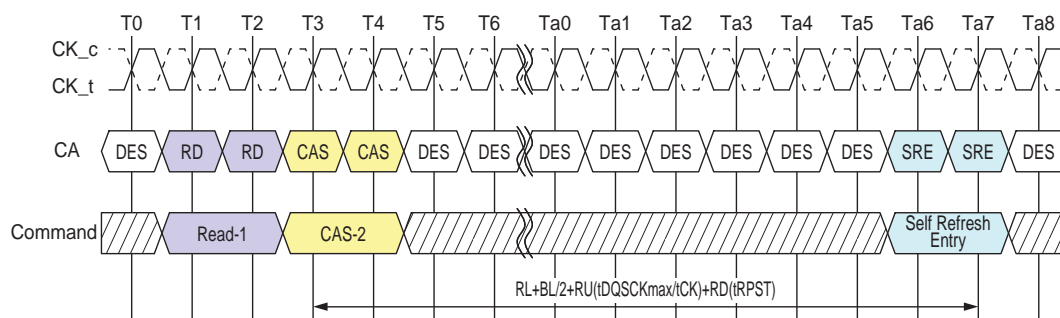 T0 T1 T2 T3 T4 T5 T6 Ta0 Ta1 Ta2 Ta3 Ta4 Ta5 Ta6 Ta7 Ta8
CK_c
CK_t
CA DES RD RD CAS CAS DES DES DES DES DES DES DES DES SRE SRE DES
Command Read-1 CAS-2 Self Refresh
Entry
RL+BL/2+RU(tDQSCKmax/tCK)+RD(tRPST)